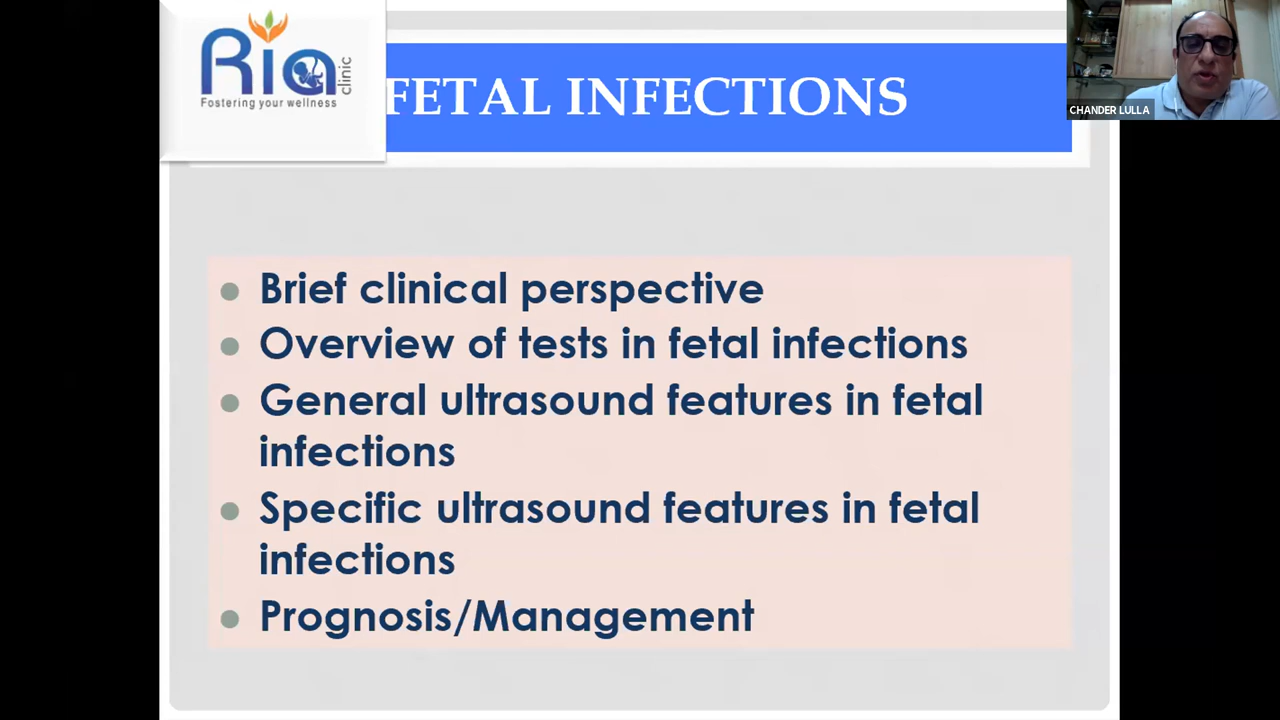 Ria
clinic
Fostering your wellness
FETAL INFECTIONS
CHANDER LULLA
Brief clinical perspective
Overview of tests in fetal infections
General ultrasound features in fetal
infections
Specific ultrasound features in fetal
infections
Prognosis/Management